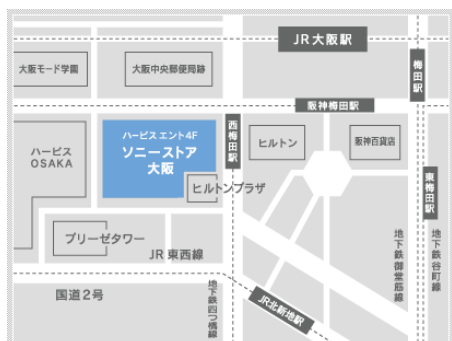 JR大阪駅
大阪モード学園
大阪中央郵便局跡
梅田駅
阪神梅田駅
ハービス
OSAKA
ハービス エント4F
ソニーストア
大阪
西梅田駅
ヒルトン
阪神百貨店
ヒルトンプラザ
東梅田駅
ブリーゼタワー
JR東西線
地下鉄御堂筋線
地下鉄谷町線
国道2号
地下鉄四つ橋線
JR北新地駅